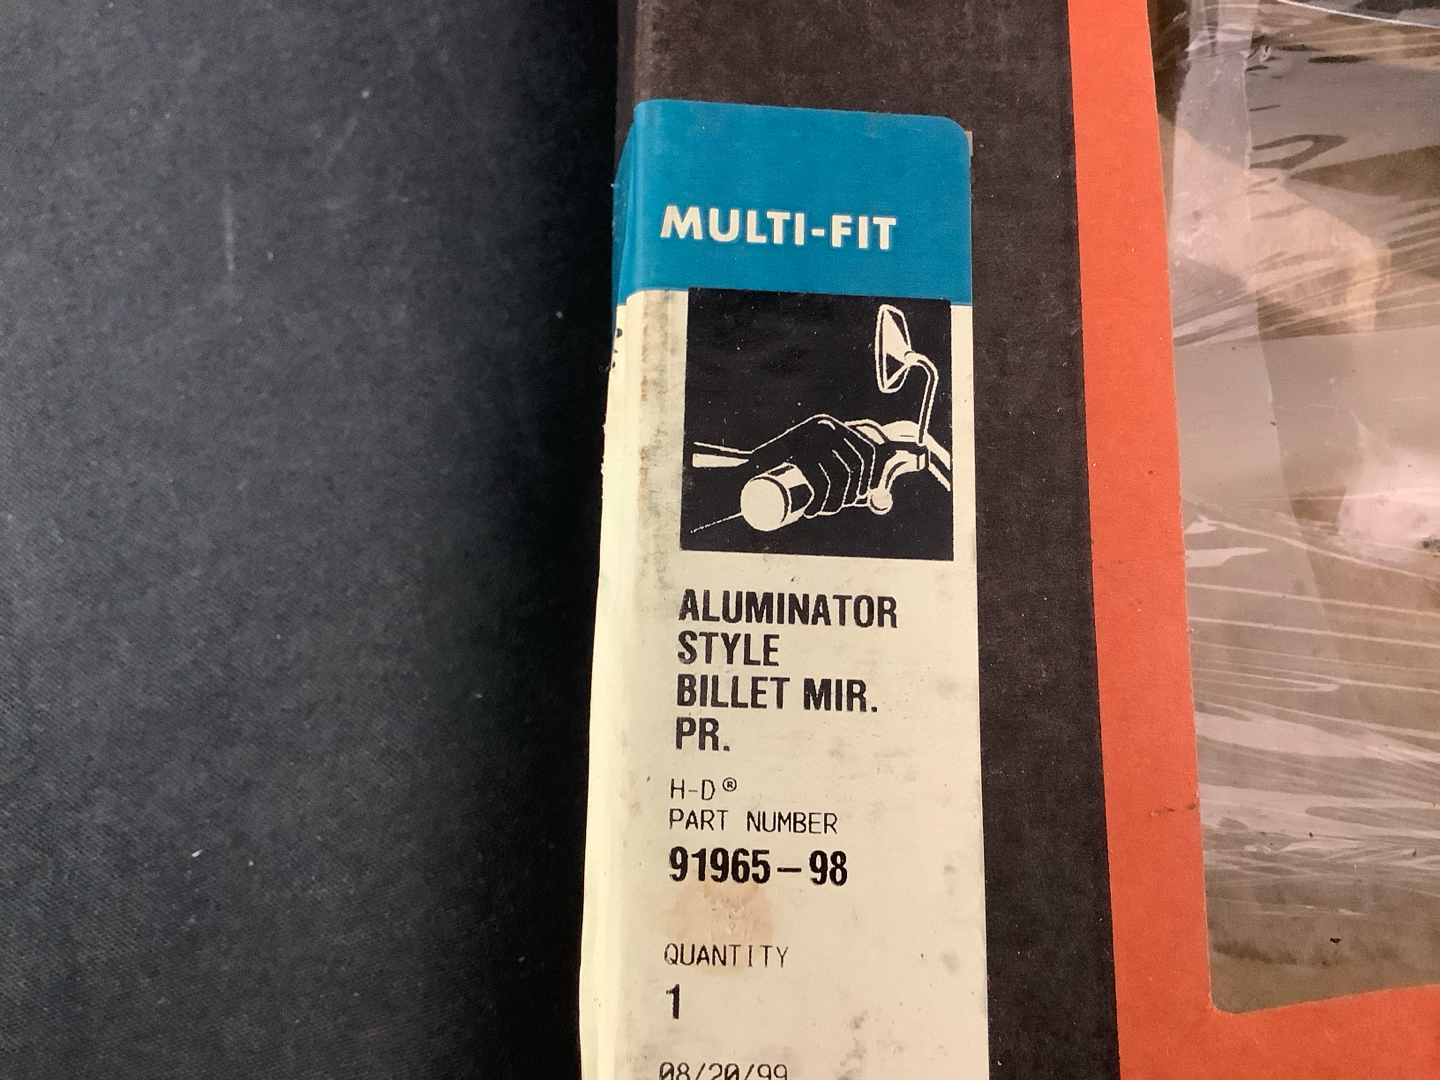 MULTI-FIT
ALUMINATOR
STYLE
BILLET MIR.
PR.
H-D®
PART NUMBER
91965-98
QUANTITY
1
08/20/99